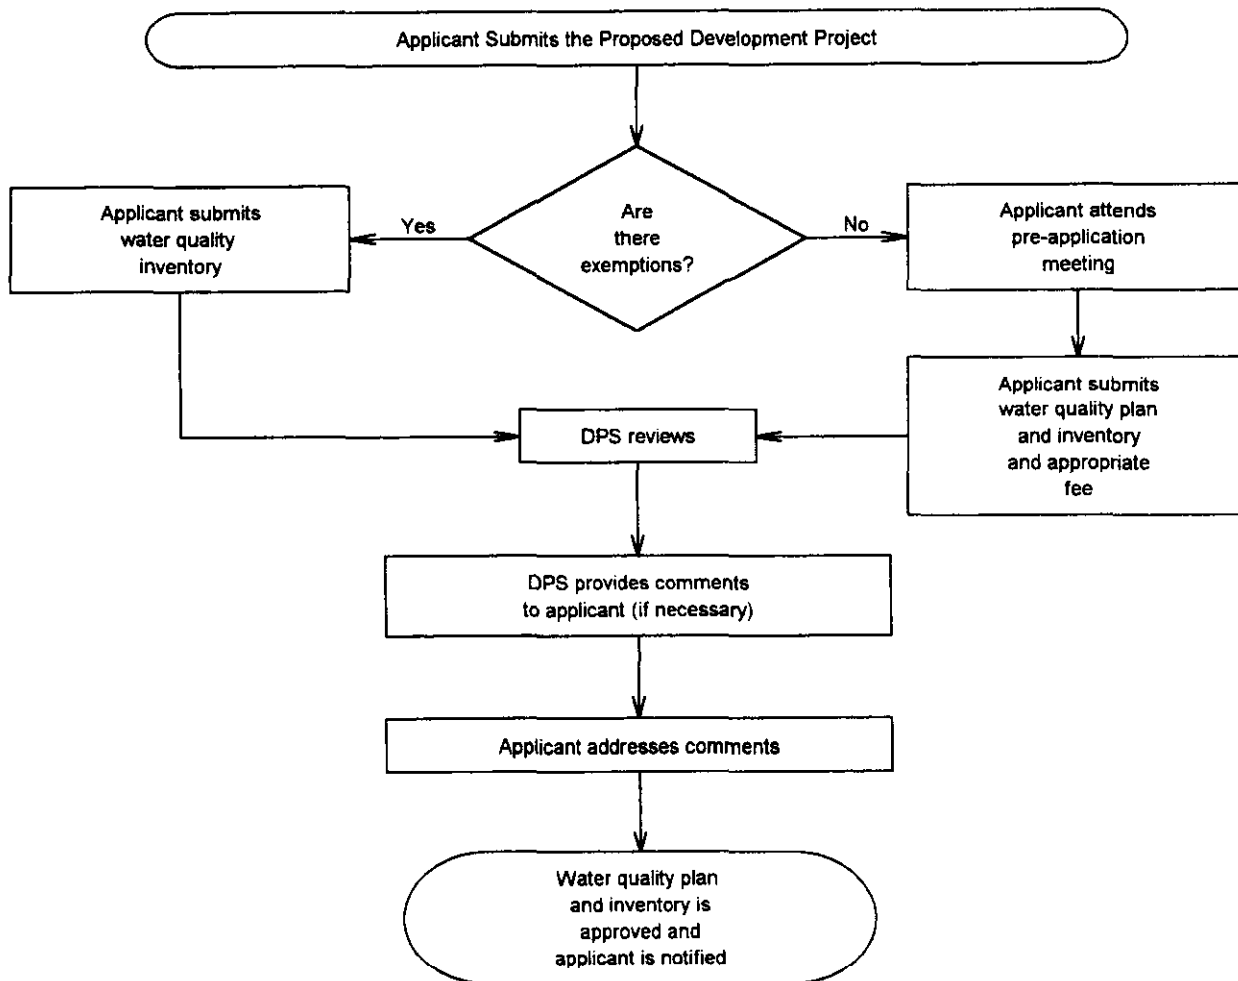 Applicant Submits the Proposed Development Project
Applicant submits
water quality
inventory
Yes
Are
there
exemptions?
No
Applicant attends
pre-application
meeting
Applicant submits
water quality plan
and inventory
and appropriate
fee
DPS reviews
DPS provides comments
to applicant (if necessary)
Applicant addresses comments
Water quality plan
and inventory is
approved and
applicant is notified